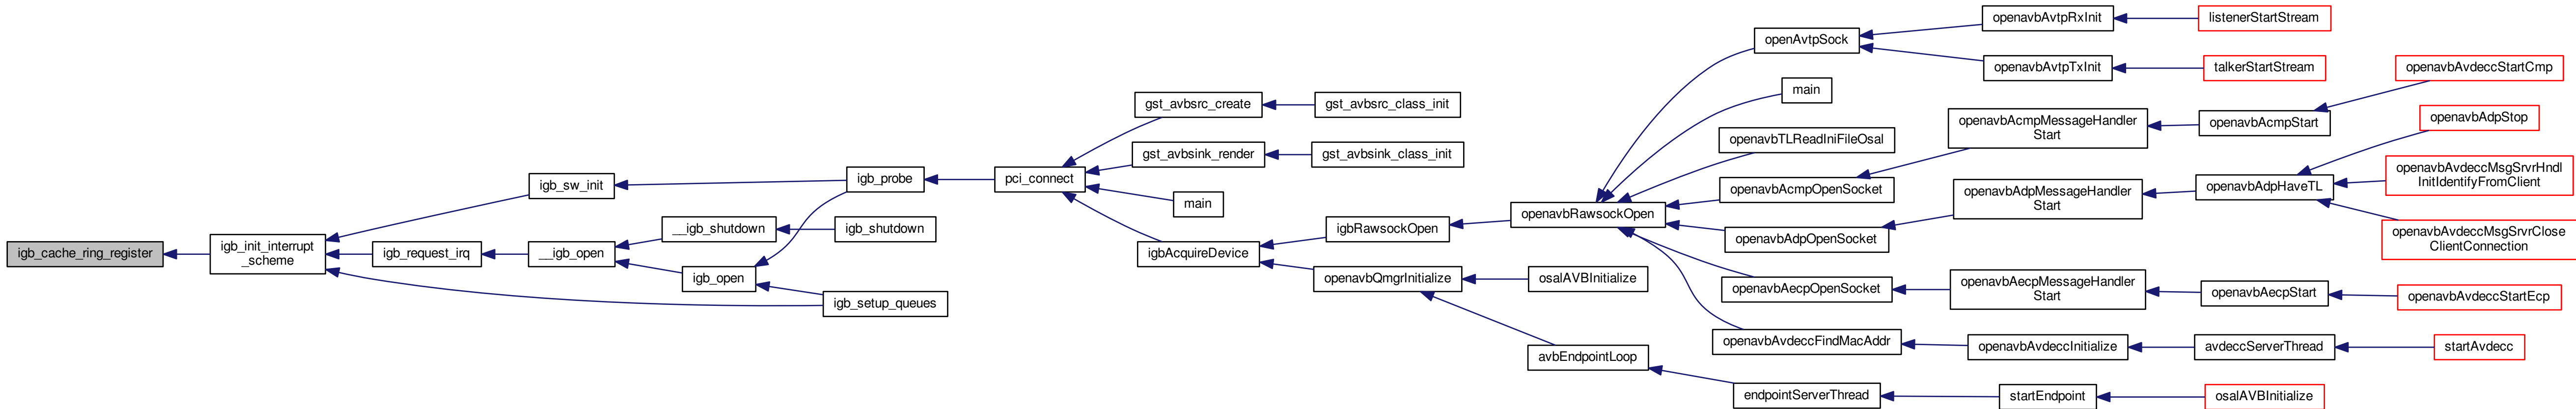 igb_cache_ring_register
igb_init_interrupt
_scheme
igb_sw_init
igb_request_irq
__igb_open
__igb_shutdown
igb_open
igb_shutdown
igb_setup_queues
igb_probe
pci_connect
gst_avbsrc_create
gst_avbsrc_class_init
gst_avbsink_render
gst_avbsink_class_init
main
igbAcquireDevice
igbRawsockOpen
openavbQmgrInitialize
osalAVBInitialize
avbEndpointLoop
openavbRawsockOpen
openAvtpSock
openavbAvtpRxInit
listenerStartStream
openavbAvtpTxInit
talkerStartStream
main
openavbTLReadIniFileOsal
openavbAcmpOpenSocket
openavbAcmpMessageHandler
Start
openavbAcmpStart
openavbAvdeccStartCmp
openavbAdpOpenSocket
openavbAdpMessageHandler
Start
openavbAdpHaveTL
openavbAdpStop
openavbAvdeccMsgSrvrHndl
InitIdentifyFromClient
openavbAvdeccMsgSrvrClose
ClientConnection
openavbAecpOpenSocket
openavbAecpMessageHandler
Start
openavbAecpStart
openavbAvdeccStartEcp
openavbAvdeccFindMacAddr
openavbAvdeccInitialize
avdeccServerThread
startAvdecc
endpointServerThread
startEndpoint
osalAVBInitialize